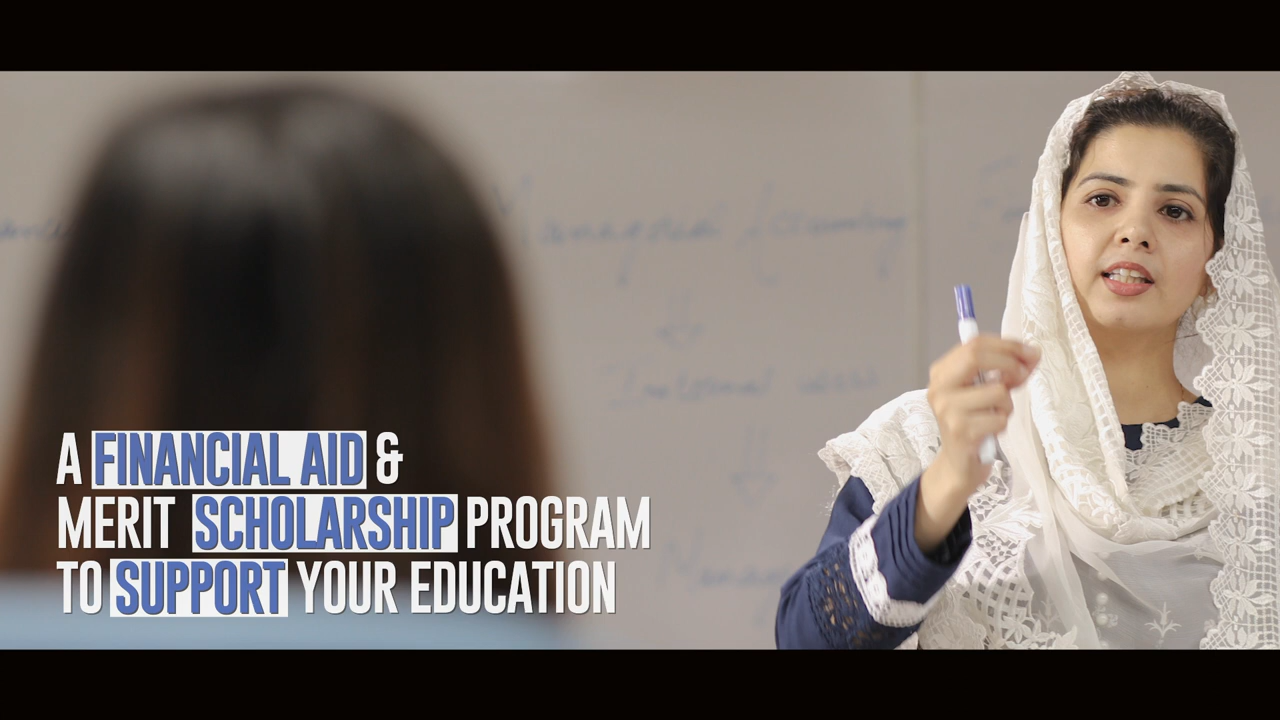 A FINANCIAL AID &
MERIT SCHOLARSHIP PROGRAM
TO SUPPORT YOUR EDUCATION